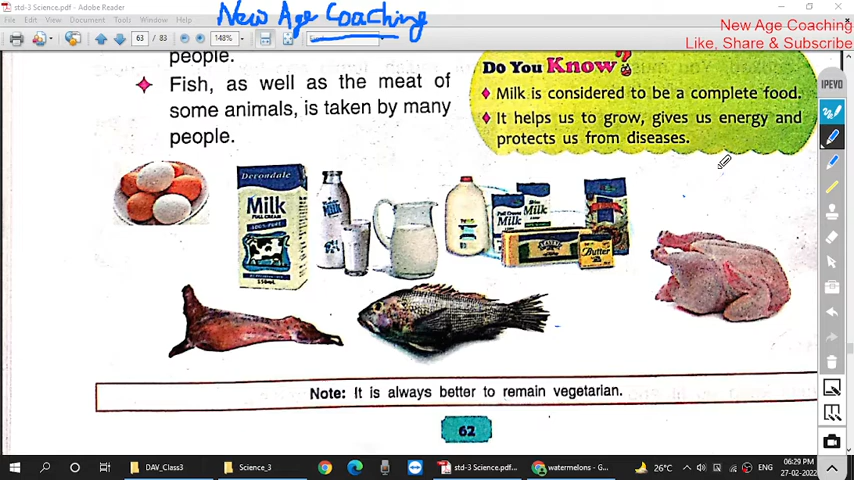 std-3 Science.pdf - Adobe Reader
File Edit View Window Help
New Age Coaching
New Age Coaching
Like, Share & Subscribe
63 / 83
148%
IPEVO
people.
Fish, as well as the meat of
some animals, is taken by many
people.
Do You Know?
Milk is considered to be a complete food.
It helps us to grow, gives us energy and
protects us from diseases.
Devondale
Milk
FULL CREAM
Milk
Milk
Milk
Butter
Note: It is always better to remain vegetarian.
62
DAV_Class3
Science_3
std-3 Science.pdf...
watermelons - G...
26°C
ENG
06:29 PM
27-02-2022